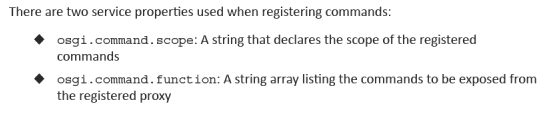 There are two service properties used when registering commands:
◆ osgi.command.scope: A string that declares the scope of the registered
commands
◆ osgi.command.function: A string array listing the commands to be exposed from
the registered proxy